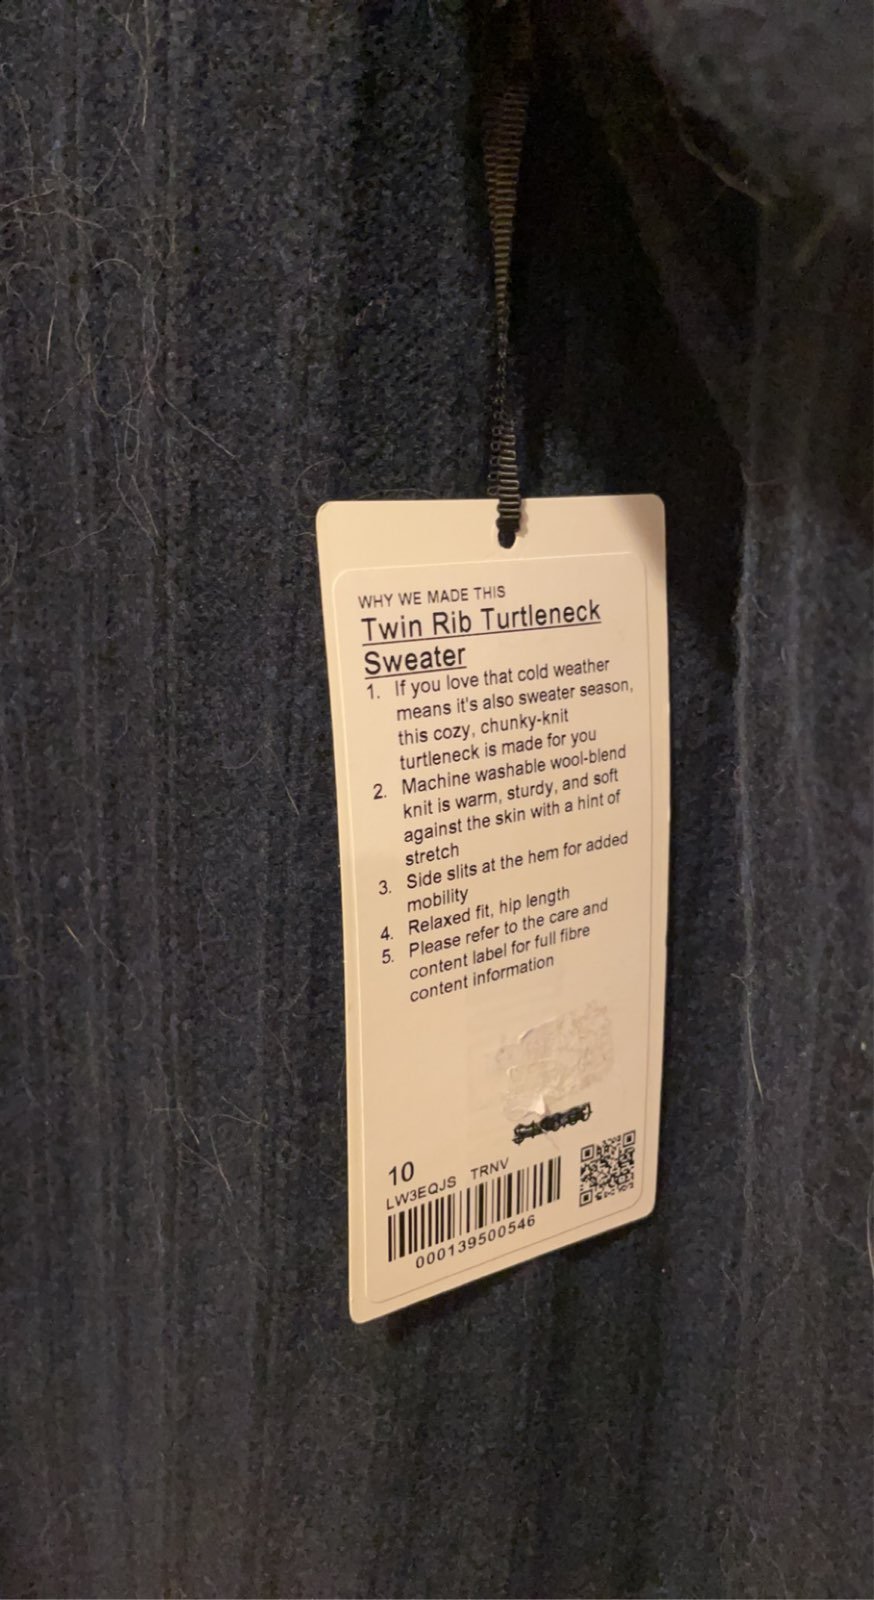 WHY WE MADE THIS
Twin Rib Turtleneck
Sweater
1. If you love that cold weather
means it's also sweater season,
this cozy, chunky-knit
turtleneck is made for you
2. Machine washable wool-blend
knit is warm, sturdy, and soft
against the skin with a hint of
stretch
3. Side slits at the hem for added
mobility
4. Relaxed fit, hip length
5. Please refer to the care and
content label for full fibre
content information
10
LW3EQJS TRNV
000139500546